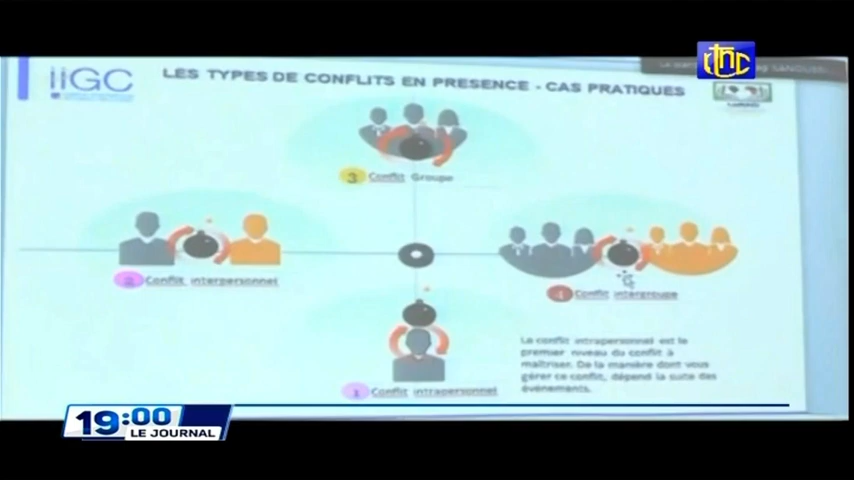 iiGC
LES TYPES DE CONFLITS EN PRESENCE - CAS PRATIQUES
3 Conflit Groupe
2 Conflit interpersonnel
4 Conflit intergroupe
1 Conflit intrapersonnel
Le conflit intrapersonnel est le
premier niveau du conflit à
maîtriser. De la manière dont vous
gérer ce conflit, dépend la suite des
événements.
19:00
LE JOURNAL